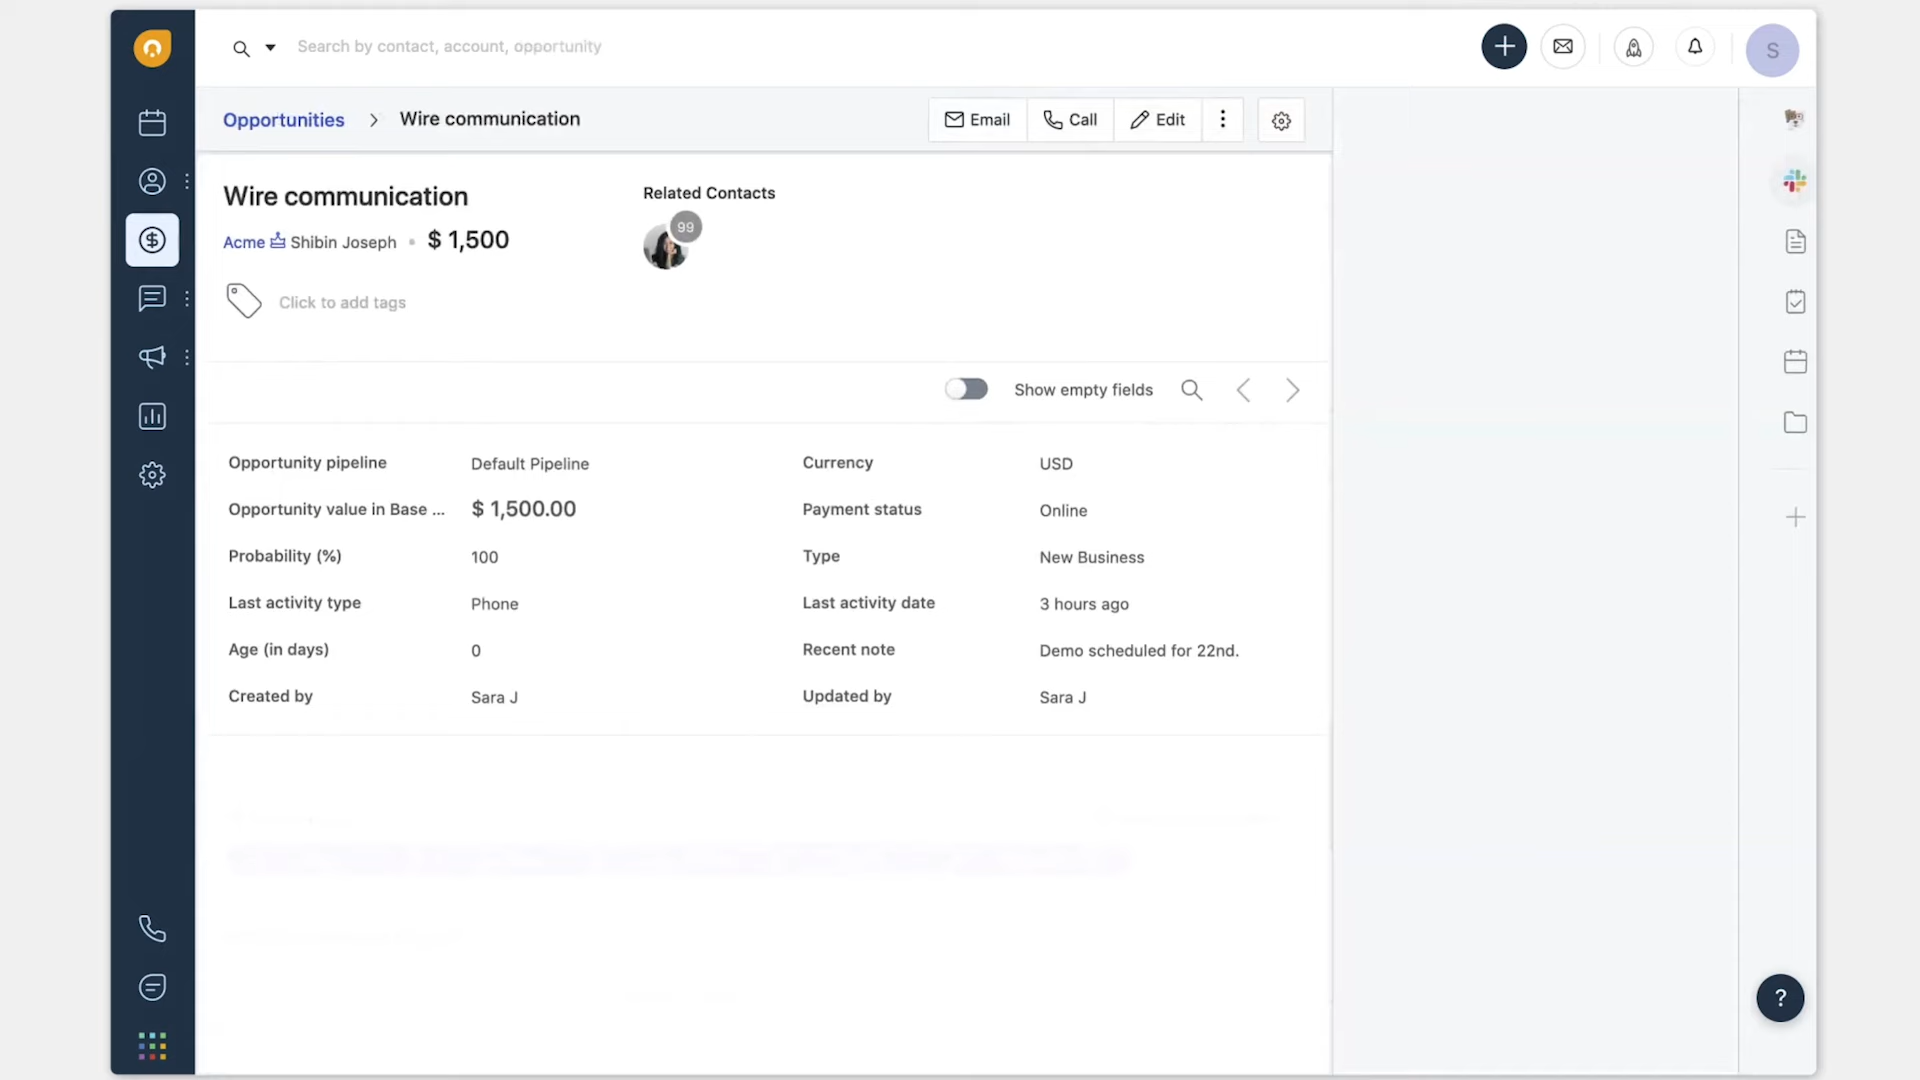 Search by contact, account, opportunity
S
Opportunities > Wire communication
Email Call Edit
Wire communication
Related Contacts
99
Acme Shibin Joseph • $ 1,500
Click to add tags
Show empty fields
Opportunity pipeline Default Pipeline Currency USD
Opportunity value in Base ... $ 1,500.00 Payment status Online
Probability (%) 100 Type New Business
Last activity type Phone Last activity date 3 hours ago
Age (in days) 0 Recent note Demo scheduled for 22nd.
Created by Sara J Updated by Sara J
?